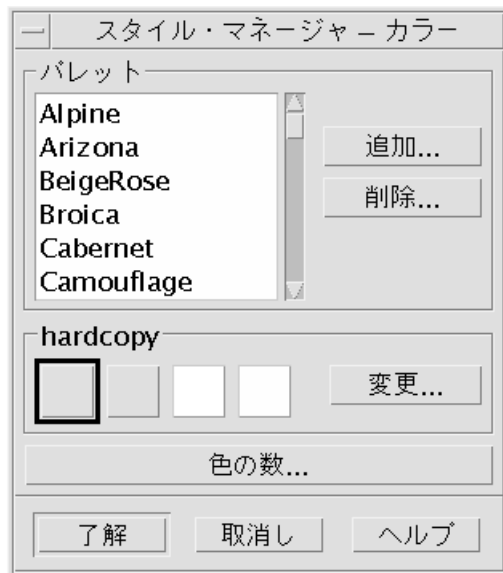 スタイル・マネージャ – カラー
パレット
Alpine
Arizona
BeigeRose
Broica
Cabernet
Camouflage
追加...
削除...
hardcopy
変更...
色の数...
了解
取消し
ヘルプ